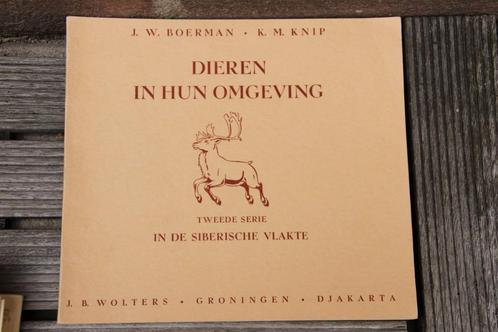 J. W. BOERMAN • K. M. KNIP
DIEREN
IN HUN OMGEVING
TWEEDE SERIE
IN DE SIBERISCHE VLAKTE
J. B. WOLTERS • GRONINGEN • DJAKARTA